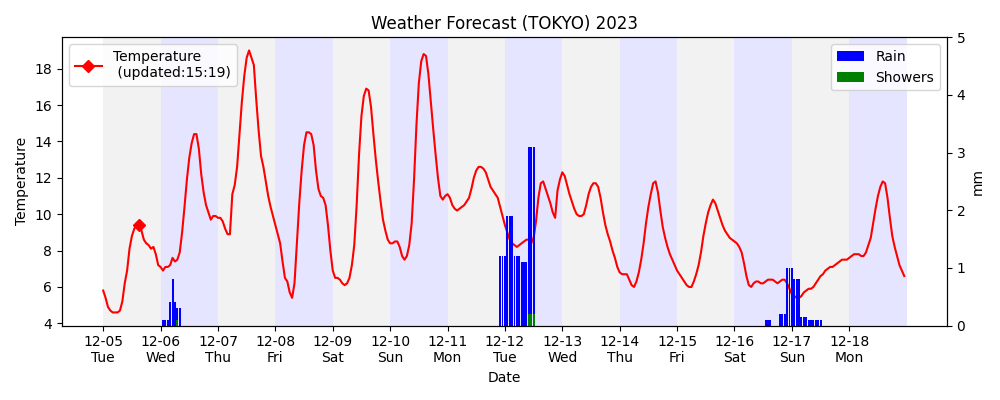 Weather Forecast (TOKYO) 2023
Temperature
(updated:15:19)
Rain
Showers
Temperature
18
16
14
12
10
8
6
4
5
4
3
2
1
0
mm
12-05 12-06 12-07 12-08 12-09 12-10 12-11 12-12 12-13 12-14 12-15 12-16 12-17 12-18
Tue Wed Thu Fri Sat Sun Mon Tue Wed Thu Fri Sat Sun Mon
Date